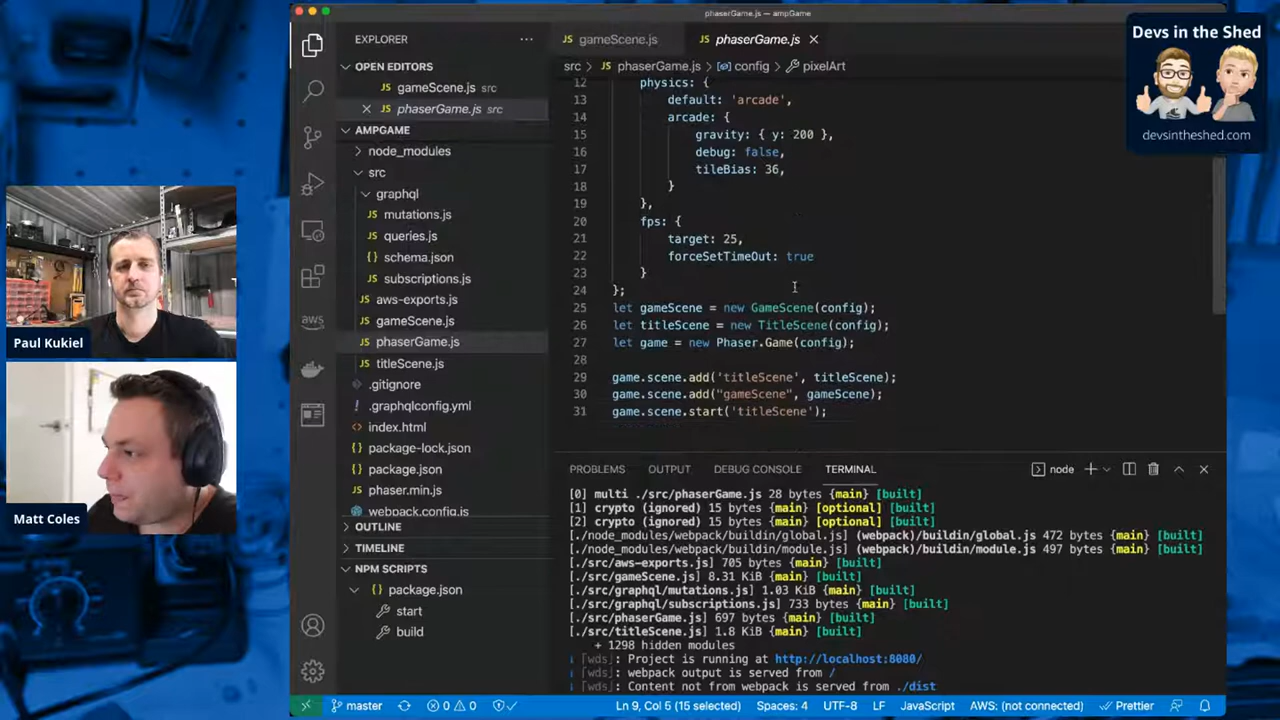 phaserGame.js — ampGame
EXPLORER
OPEN EDITORS
gameScene.js src
phaserGame.js src
AMPGAME
node_modules
src
graphql
mutations.js
queries.js
schema.json
subscriptions.js
aws-exports.js
gameScene.js
phaserGame.js
titleScene.js
.gitignore
.graphqlconfig.yml
index.html
package-lock.json
package.json
phaser.min.js
webpack.config.js
OUTLINE
TIMELINE
NPM SCRIPTS
package.json
start
build
aws
gameScene.js
phaserGame.js
src > phaserGame.js > config > pixelArt
12 physics: {
13 default: 'arcade',
14 arcade: {
15 gravity: { y: 200 },
16 debug: false,
17 tileBias: 36,
18 }
19 },
20 fps: {
21 target: 25,
22 forceSetTimeOut: true
23 }
24 };
25 let gameScene = new GameScene(config);
26 let titleScene = new TitleScene(config);
27 let game = new Phaser.Game(config);
28
29 game.scene.add('titleScene', titleScene);
30 game.scene.add("gameScene", gameScene);
31 game.scene.start('titleScene');
PROBLEMS OUTPUT DEBUG CONSOLE TERMINAL node
[0] multi ./src/phaserGame.js 28 bytes {main} [built]
[1] crypto (ignored) 15 bytes {main} [optional] [built]
[2] crypto (ignored) 15 bytes {main} [optional] [built]
[./node_modules/webpack/buildin/global.js] (webpack)/buildin/global.js 472 bytes {main} [built]
[./node_modules/webpack/buildin/module.js] (webpack)/buildin/module.js 497 bytes {main} [built]
[./src/aws-exports.js] 705 bytes {main} [built]
[./src/gameScene.js] 8.31 KiB {main} [built]
[./src/graphql/mutations.js] 1.03 KiB {main} [built]
[./src/graphql/subscriptions.js] 733 bytes {main} [built]
[./src/phaserGame.js] 697 bytes {main} [built]
[./src/titleScene.js] 1.8 KiB {main} [built]
+ 1298 hidden modules
i ｢wds｣: Project is running at http://localhost:8080/
i ｢wds｣: webpack output is served from /
i ｢wds｣: Content not from webpack is served from ./dist
master 0 0 Ln 9, Col 5 (15 selected) Spaces: 4 UTF-8 LF JavaScript AWS: (not connected) Prettier
Devs in the Shed
devsintheshed.com
Paul Kukiel
Matt Coles